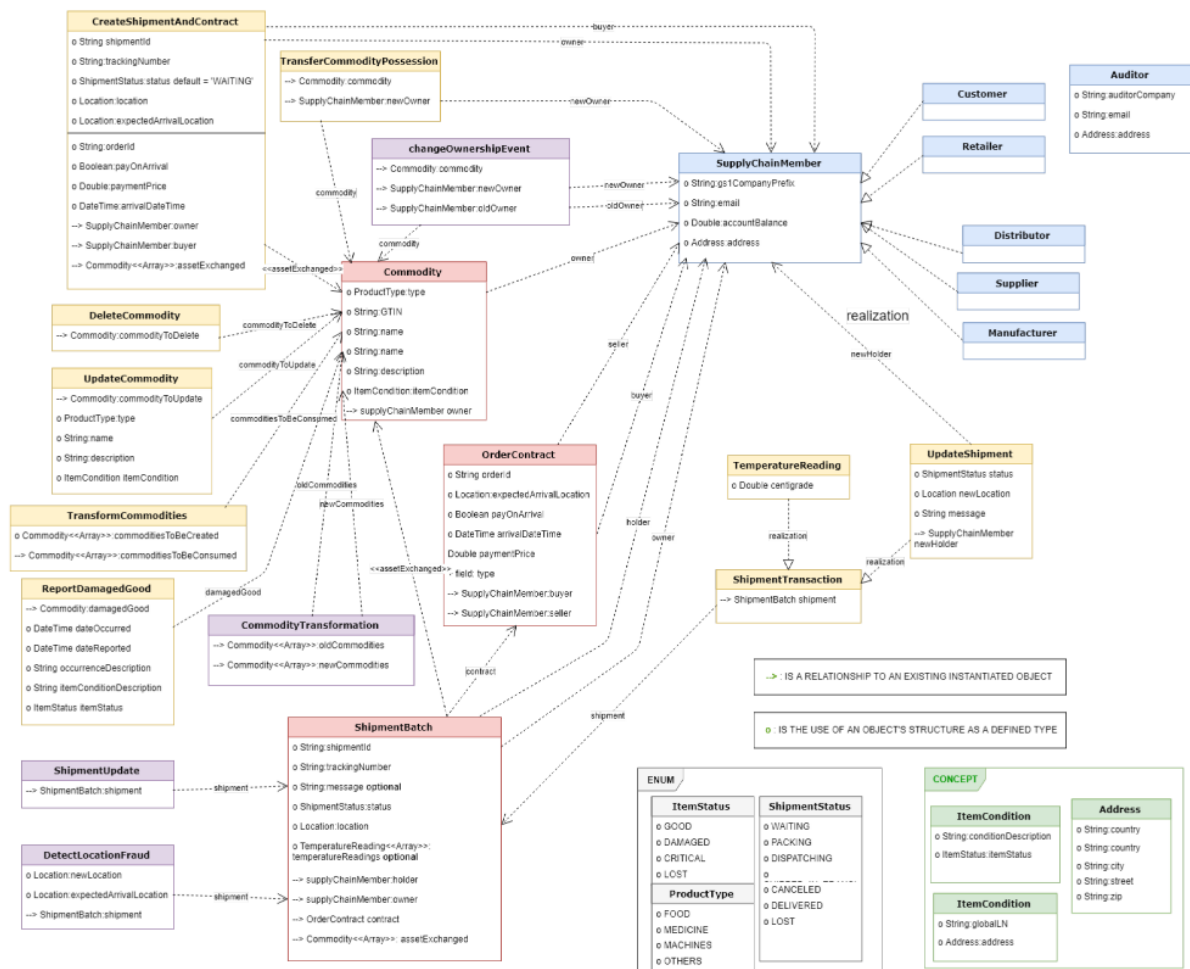 CreateShipmentAndContract
o String shipmentId
o String:trackingNumber
o ShipmentStatus:status default = 'WAITING'
o Location:location
o Location:expectedArrivalLocation
o String:orderId
o Boolean:payOnArrival
o Double:paymentPrice
o DateTime:arrivalDateTime
--> SupplyChainMember:owner
--> SupplyChainMember:buyer
--> Commodity<<Array>>:assetExchanged
buyer
owner
TransferCommodityPossession
--> Commodity:commodity
--> SupplyChainMember:newOwner
newOwner
commodity
changeOwnershipEvent
--> Commodity:commodity
--> SupplyChainMember:newOwner
--> SupplyChainMember:oldOwner
newOwner
oldOwner
commodity
SupplyChainMember
o String:gs1CompanyPrefix
o String:email
o Double:accountBalance
o Address:address
Customer
Retailer
Distributor
Supplier
Manufacturer
Auditor
o String:auditorCompany
o String:email
o Address:address
<<assetExchanged>>
Commodity
o ProductType:type
o String:GTIN
o String:name
o String:name
o String:description
o ItemCondition:itemCondition
--> supplyChainMember owner
owner
DeleteCommodity
--> Commodity:commodityToDelete
commodityToDelete
UpdateCommodity
--> Commodity:commodityToUpdate
o ProductType:type
o String:name
o String:description
o ItemCondition itemCondition
commodityToUpdate
TransformCommodities
o Commodity<<Array>>:commoditiesToBeCreated
--> Commodity<<Array>>:commoditiesToBeConsumed
commoditiesToBeConsumed
ReportDamagedGood
--> Commodity:damagedGood
o DateTime dateOccurred
o DateTime dateReported
o String occurrenceDescription
o String itemConditionDescription
o ItemStatus itemStatus
damagedGood
CommodityTransformation
--> Commodity<<Array>>:oldCommodities
--> Commodity<<Array>>:newCommodities
oldCommodities
newCommodities
<<assetExchanged>>
OrderContract
o String orderId
o Location:expectedArrivalLocation
o Boolean payOnArrival
o DateTime arrivalDateTime
Double paymentPrice
field: type
--> SupplyChainMember:buyer
--> SupplyChainMember:seller
seller
buyer
holder
owner
contract
realization
newHolder
TemperatureReading
o Double centigrade
realization
UpdateShipment
o ShipmentStatus status
o Location newLocation
o String message
--> SupplyChainMember
newHolder
realization
ShipmentTransaction
--> ShipmentBatch shipment
shipment
ShipmentBatch
o String:shipmentId
o String:trackingNumber
o String:message optional
o ShipmentStatus:status
o Location:location
o TemperatureReading<<Array>>:
temperatureReadings optional
--> supplyChainMember:holder
--> supplyChainMember:owner
--> OrderContract contract
--> Commodity<<Array>>: assetExchanged
ShipmentUpdate
--> ShipmentBatch:shipment
shipment
DetectLocationFraud
o Location:newLocation
o Location:expectedArrivalLocation
--> ShipmentBatch:shipment
shipment
--> : IS A RELATIONSHIP TO AN EXISTING INSTANTIATED OBJECT
o : IS THE USE OF AN OBJECT'S STRUCTURE AS A DEFINED TYPE
ENUM
ItemStatus
o GOOD
o DAMAGED
o CRITICAL
o LOST
ProductType
o FOOD
o MEDICINE
o MACHINES
o OTHERS
ShipmentStatus
o WAITING
o PACKING
o DISPATCHING
o
o CANCELED
o DELIVERED
o LOST
CONCEPT
ItemCondition
o String:conditionDescription
o ItemStatus:itemStatus
ItemCondition
o String:globalLN
o Address:address
Address
o String:country
o String:country
o String:city
o String:street
o String:zip